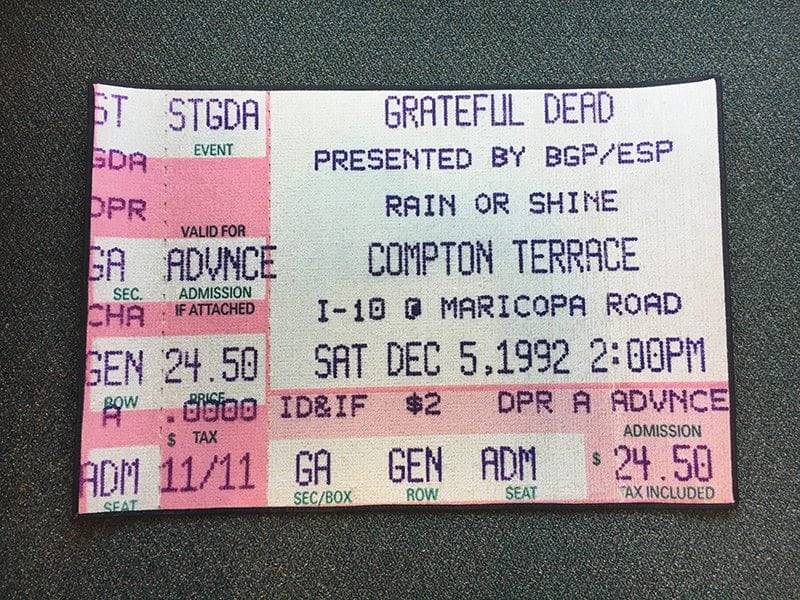 ST STGDA
EVENT
GDA
DPR
VALID FOR
GA ADVNCE
SEC. ADMISSION
CHA IF ATTACHED
GEN 24.50
ROW PRICE
A .0000
$ TAX
ADM 11/11
SEAT
GRATEFUL DEAD
PRESENTED BY BGP/ESP
RAIN OR SHINE
COMPTON TERRACE
I-10 @ MARICOPA ROAD
SAT DEC 5,1992 2:00PM
ID&IF $2 DPR A ADVNCE
ADMISSION
GA GEN ADM $ 24.50
SEC/BOX ROW SEAT AX INCLUDED